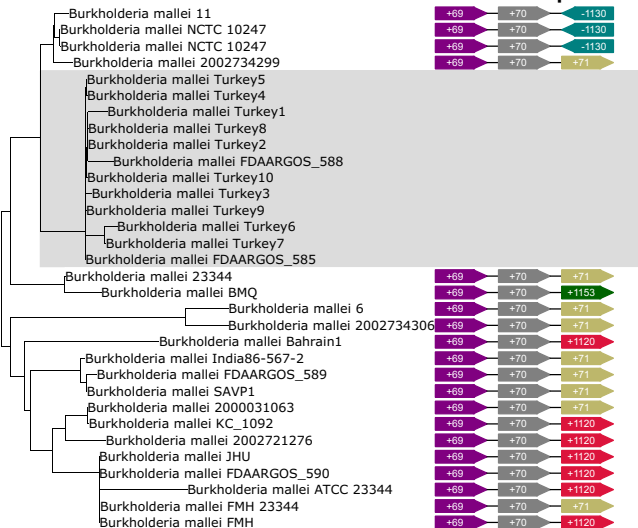 Burkholderia mallei 11 +69 +70 -1130
Burkholderia mallei NCTC 10247 +69 +70 -1130
Burkholderia mallei NCTC 10247 +69 +70 -1130
Burkholderia mallei 2002734299 +69 +70 +71
Burkholderia mallei Turkey5
Burkholderia mallei Turkey4
Burkholderia mallei Turkey1
Burkholderia mallei Turkey8
Burkholderia mallei Turkey2
Burkholderia mallei FDAARGOS_588
Burkholderia mallei Turkey10
Burkholderia mallei Turkey3
Burkholderia mallei Turkey9
Burkholderia mallei Turkey6
Burkholderia mallei Turkey7
Burkholderia mallei FDAARGOS_585
Burkholderia mallei 23344 +69 +70 +71
Burkholderia mallei BMQ +69 +70 +1153
Burkholderia mallei 6 +69 +70 +71
Burkholderia mallei 2002734306 +69 +70 +71
Burkholderia mallei Bahrain1 +69 +70 +1120
Burkholderia mallei India86-567-2 +69 +70 +71
Burkholderia mallei FDAARGOS_589 +69 +70 +71
Burkholderia mallei SAVP1 +69 +70 +71
Burkholderia mallei 2000031063 +69 +70 +71
Burkholderia mallei KC_1092 +69 +70 +1120
Burkholderia mallei 2002721276 +69 +70 +1120
Burkholderia mallei JHU +69 +70 +1120
Burkholderia mallei FDAARGOS_590 +69 +70 +1120
Burkholderia mallei ATCC 23344 +69 +70 +1120
Burkholderia mallei FMH 23344 +69 +70 +71
Burkholderia mallei FMH +69 +70 +1120